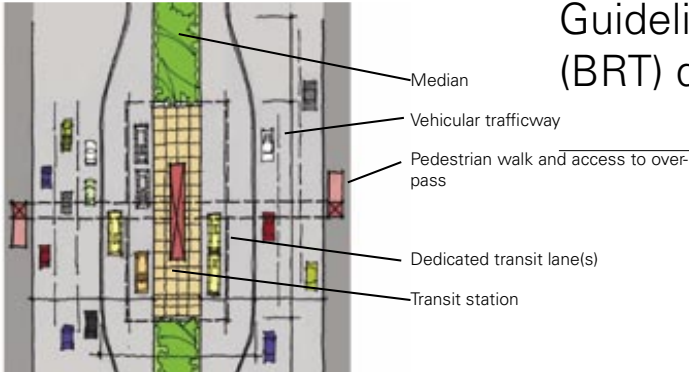 Guideli
(BRT) c
Median
Vehicular trafficway
Pedestrian walk and access to over-
pass
Dedicated transit lane(s)
Transit station